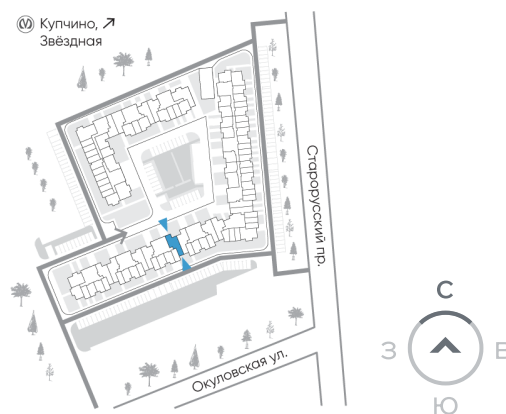 Купчино, ↗
Звёздная
Старорусский пр.
Окуловская ул.
С
З
В
Ю